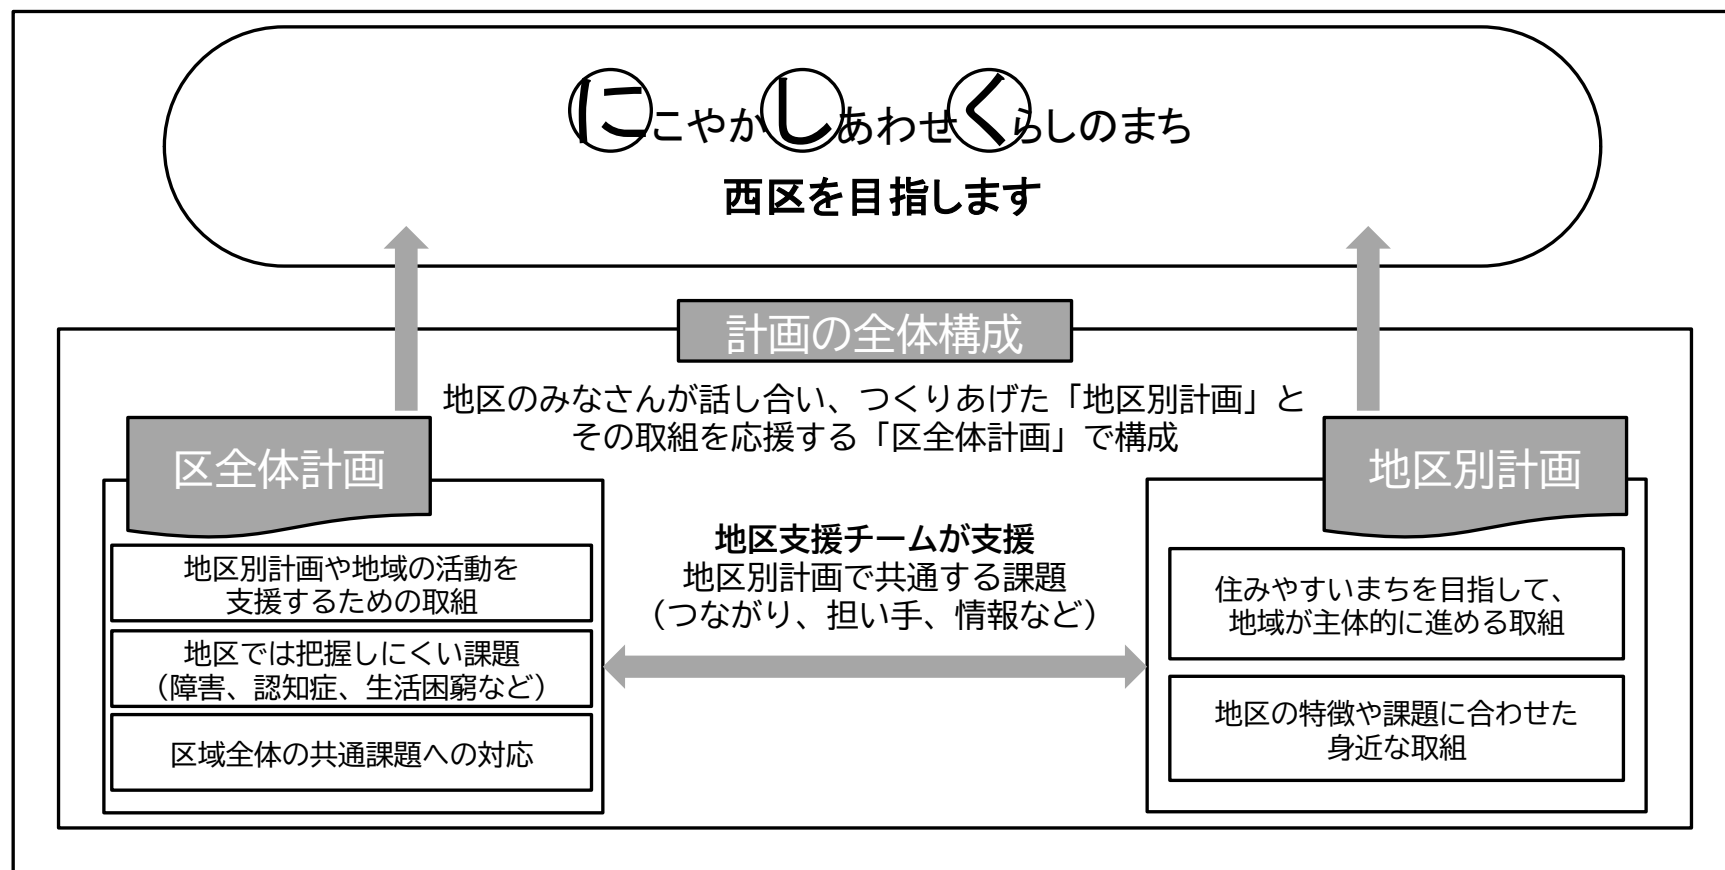 にこやかしあわせくらしのまち
西区を目指します
計画の全体構成
地区のみなさんが話し合い、つくりあげた「地区別計画」と
その取組を応援する「区全体計画」で構成
区全体計画
地区別計画や地域の活動を
支援するための取組
地区では把握しにくい課題
（障害、認知症、生活困窮など）
区域全体の共通課題への対応
地区支援チームが支援
地区別計画で共通する課題
（つながり、担い手、情報など）
地区別計画
住みやすいまちを目指して、
地域が主体的に進める取組
地区の特徴や課題に合わせた
身近な取組